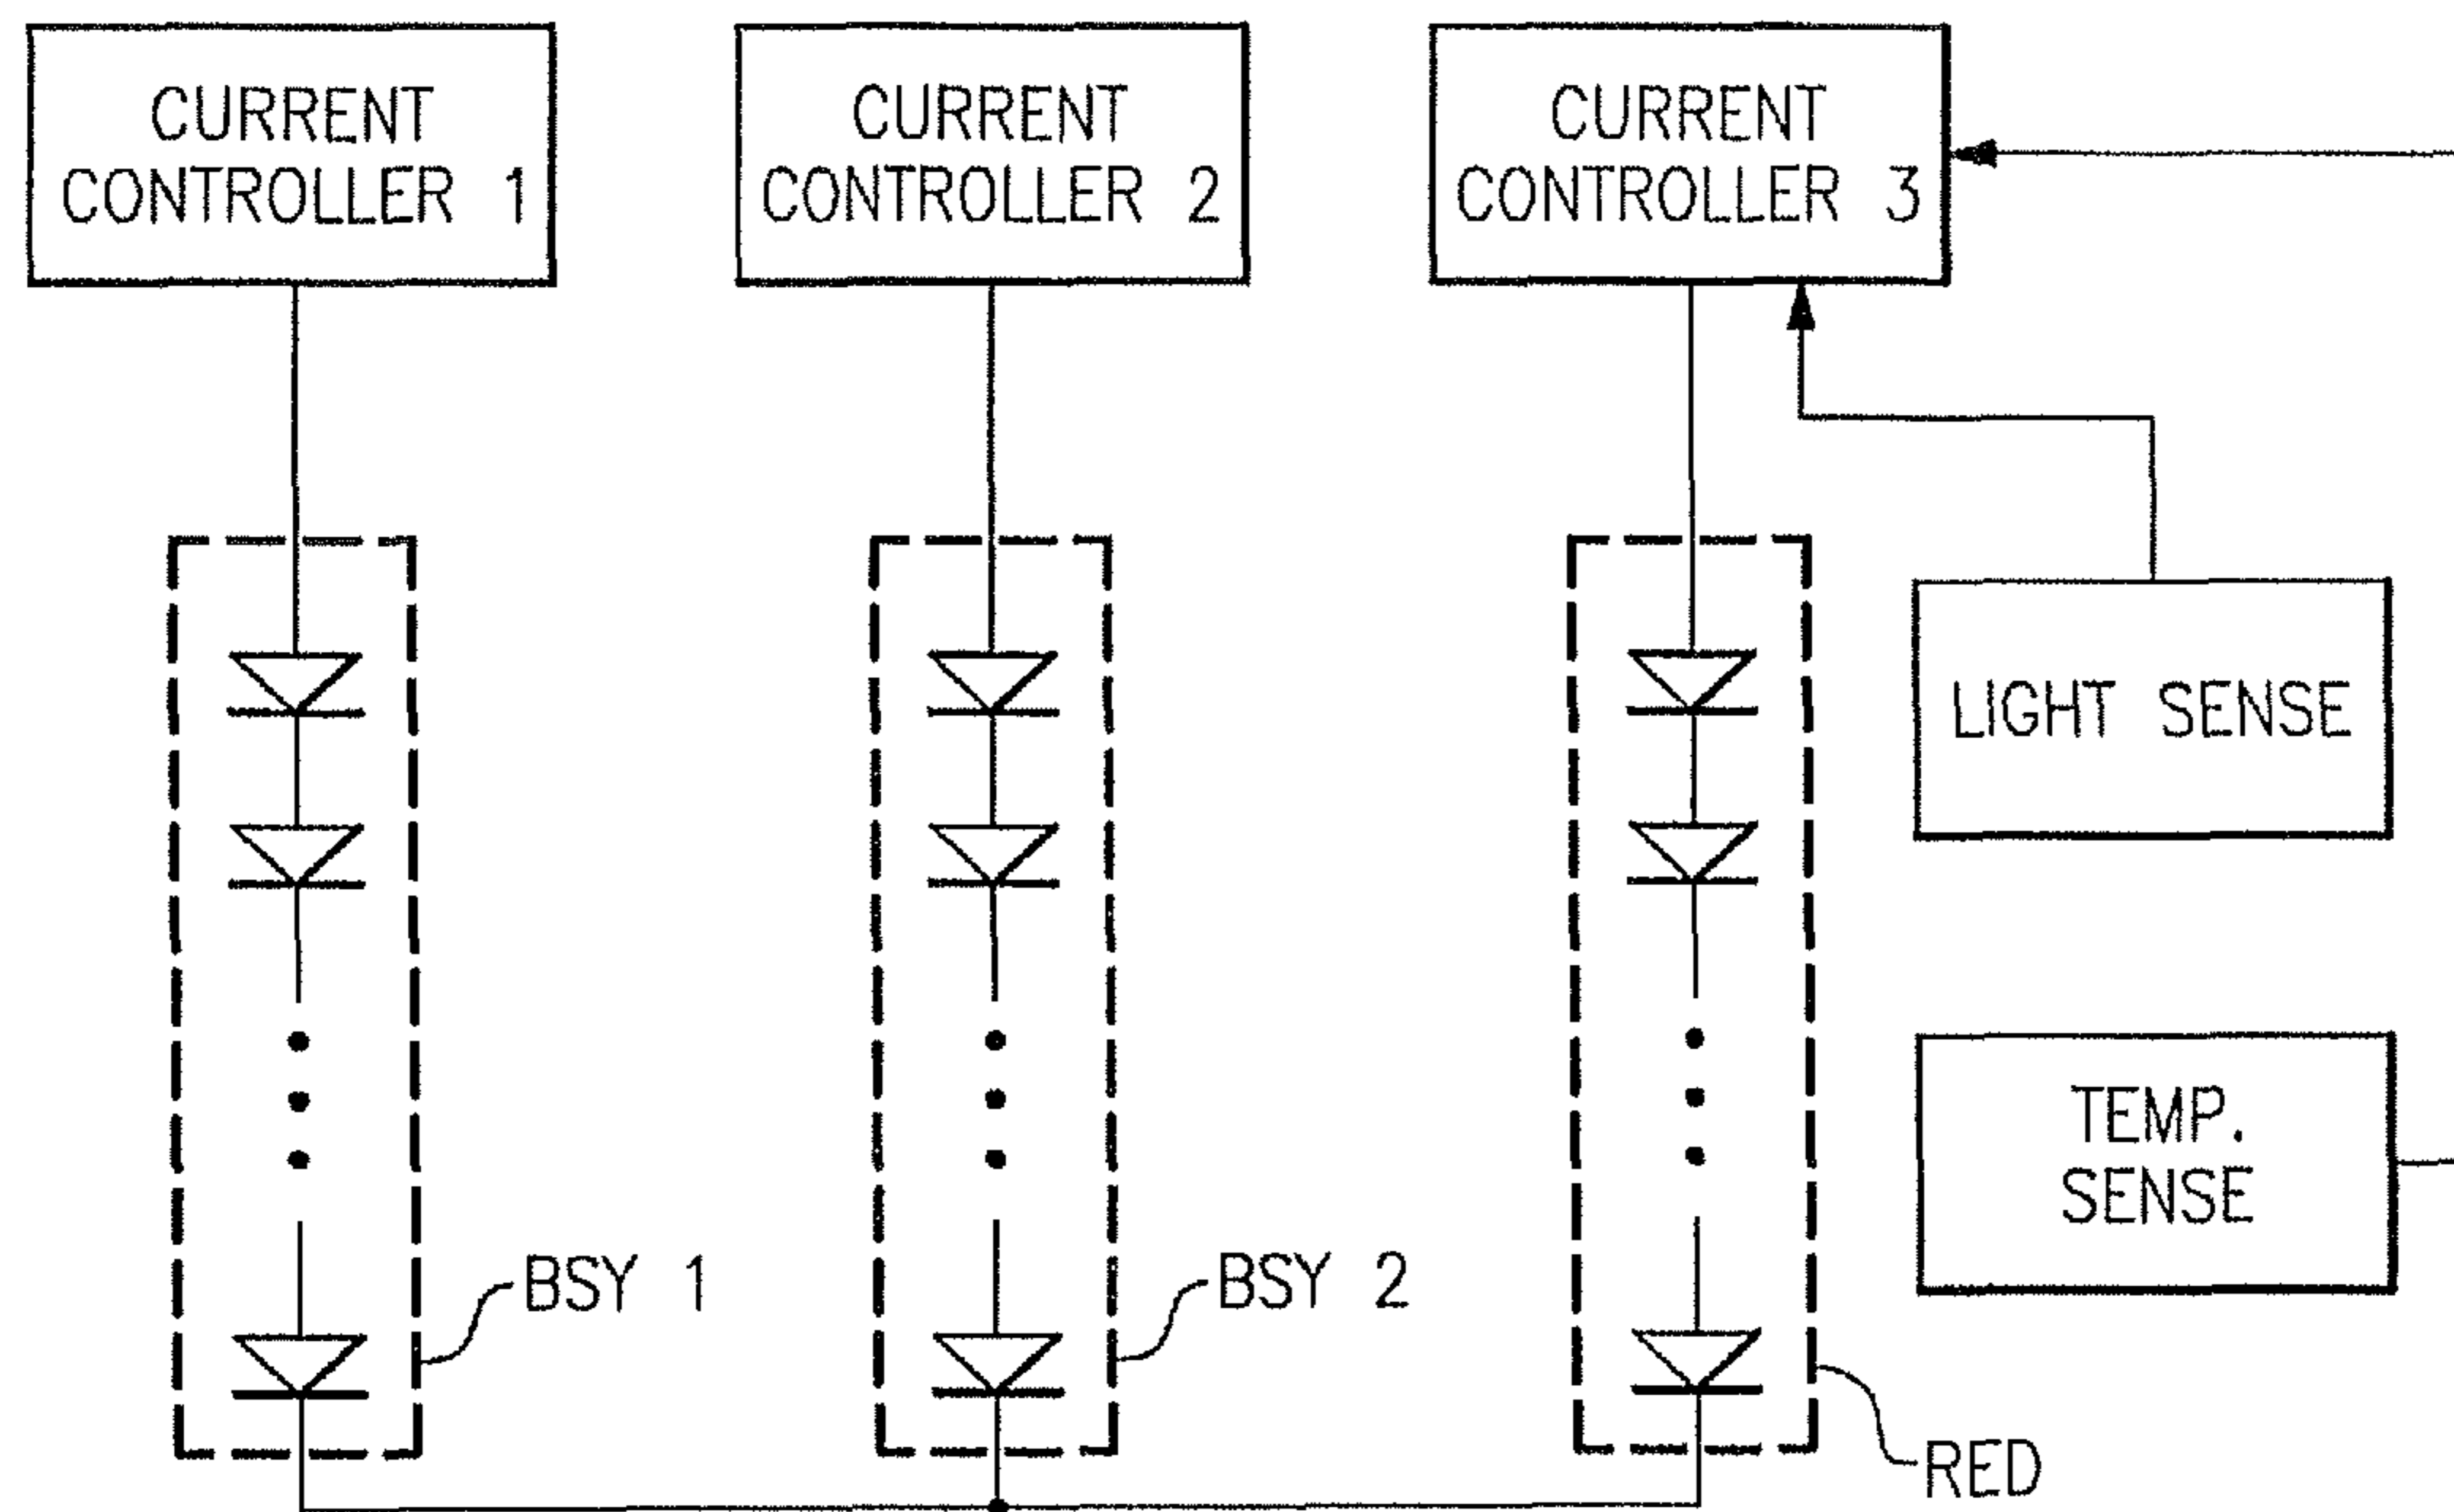 CURRENT
CONTROLLER 1
CURRENT
CONTROLLER 2
CURRENT
CONTROLLER 3
LIGHT SENSE
TEMP.
SENSE
BSY 1
BSY 2
RED